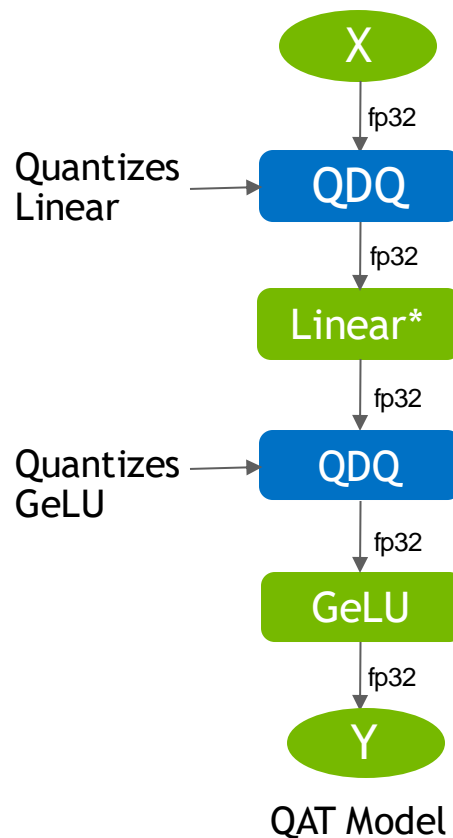 X
fp32
Quantizes
Linear
QDQ
fp32
Linear*
fp32
Quantizes
GeLU
QDQ
fp32
GeLU
fp32
Y
QAT Model